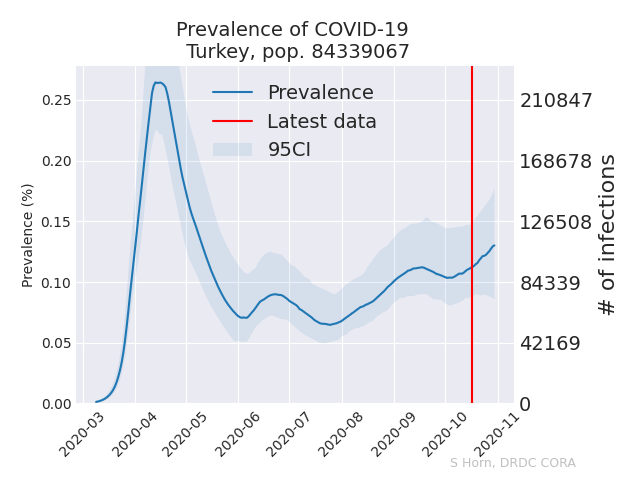 Prevalence of COVID-19
Turkey, pop. 84339067
Prevalence
Latest data
95CI
Prevalence (%)
0.25
0.20
0.15
0.10
0.05
0.00
210847
168678
126508
84339
42169
0
# of infections
2020-03
2020-04
2020-05
2020-06
2020-07
2020-08
2020-09
2020-10
2020-11
S Horn, DRDC CORA